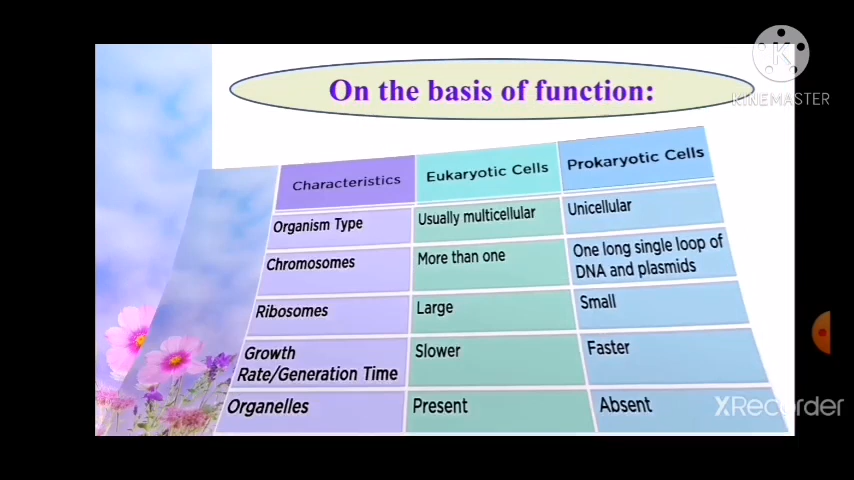 On the basis of function:
KINEMASTER
Characteristics Eukaryotic Cells Prokaryotic Cells
Organism Type Usually multicellular Unicellular
Chromosomes More than one One long single loop of
DNA and plasmids
Ribosomes Large Small
Growth
Rate/Generation Time Slower Faster
Organelles Present Absent
XRecorder